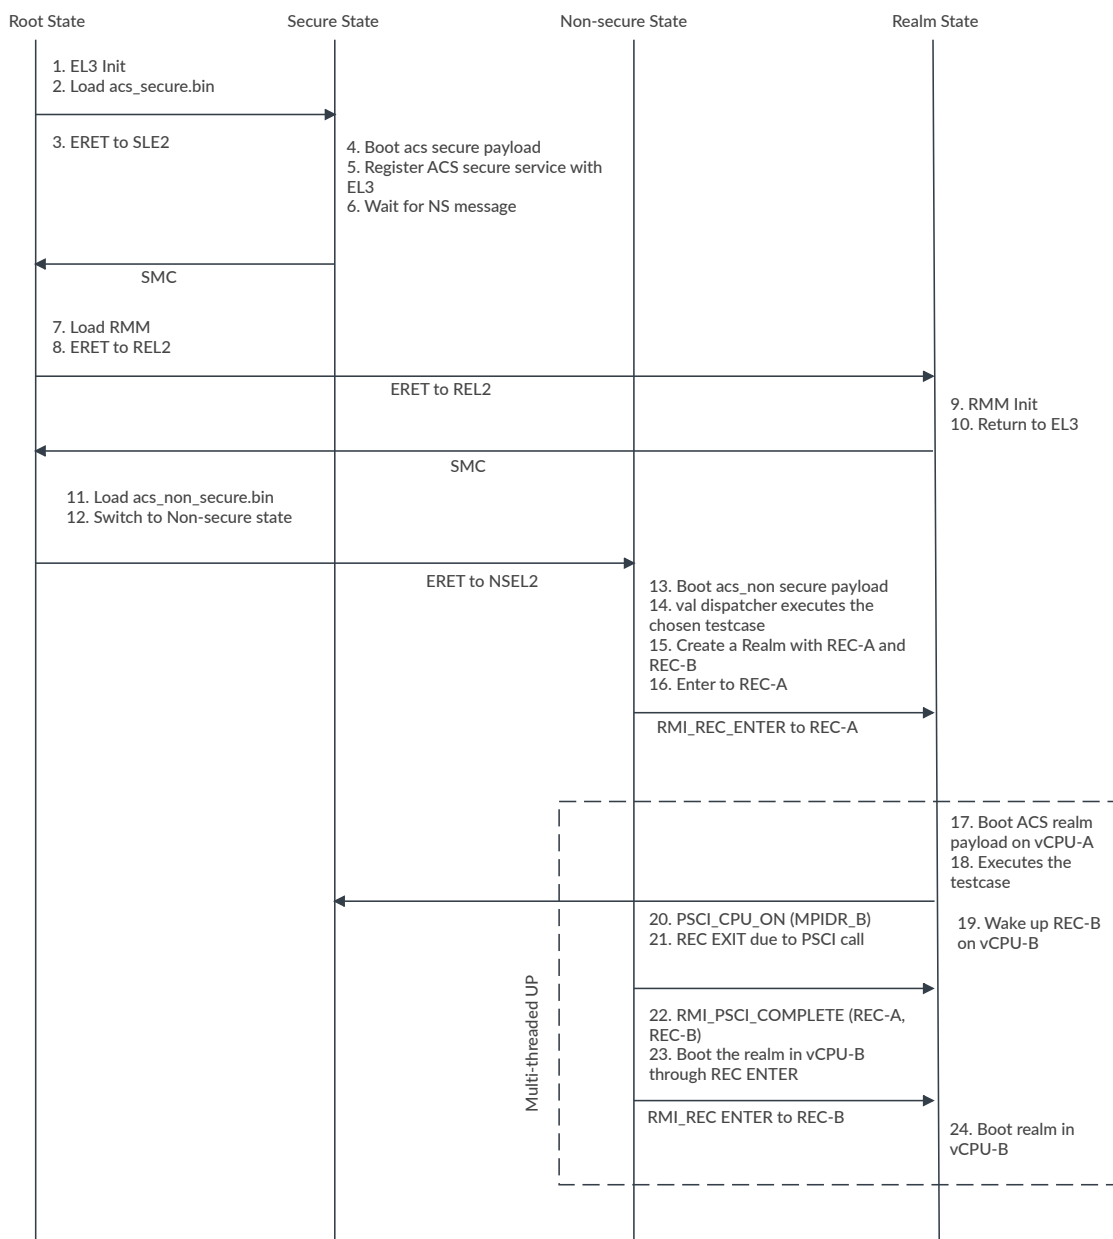 Root State
Secure State
Non-secure State
Realm State
1. EL3 Init
2. Load acs_secure.bin
3. ERET to SLE2
4. Boot acs secure payload
5. Register ACS secure service with
EL3
6. Wait for NS message
SMC
7. Load RMM
8. ERET to REL2
ERET to REL2
9. RMM Init
10. Return to EL3
SMC
11. Load acs_non_secure.bin
12. Switch to Non-secure state
ERET to NSEL2
13. Boot acs_non secure payload
14. val dispatcher executes the
chosen testcase
15. Create a Realm with REC-A and
REC-B
16. Enter to REC-A
RMI_REC_ENTER to REC-A
17. Boot ACS realm
payload on vCPU-A
18. Executes the
testcase
19. Wake up REC-B
on vCPU-B
20. PSCI_CPU_ON (MPIDR_B)
21. REC EXIT due to PSCI call
Multi-threaded UP
22. RMI_PSCI_COMPLETE (REC-A,
REC-B)
23. Boot the realm in vCPU-B
through REC ENTER
RMI_REC ENTER to REC-B
24. Boot realm in
vCPU-B